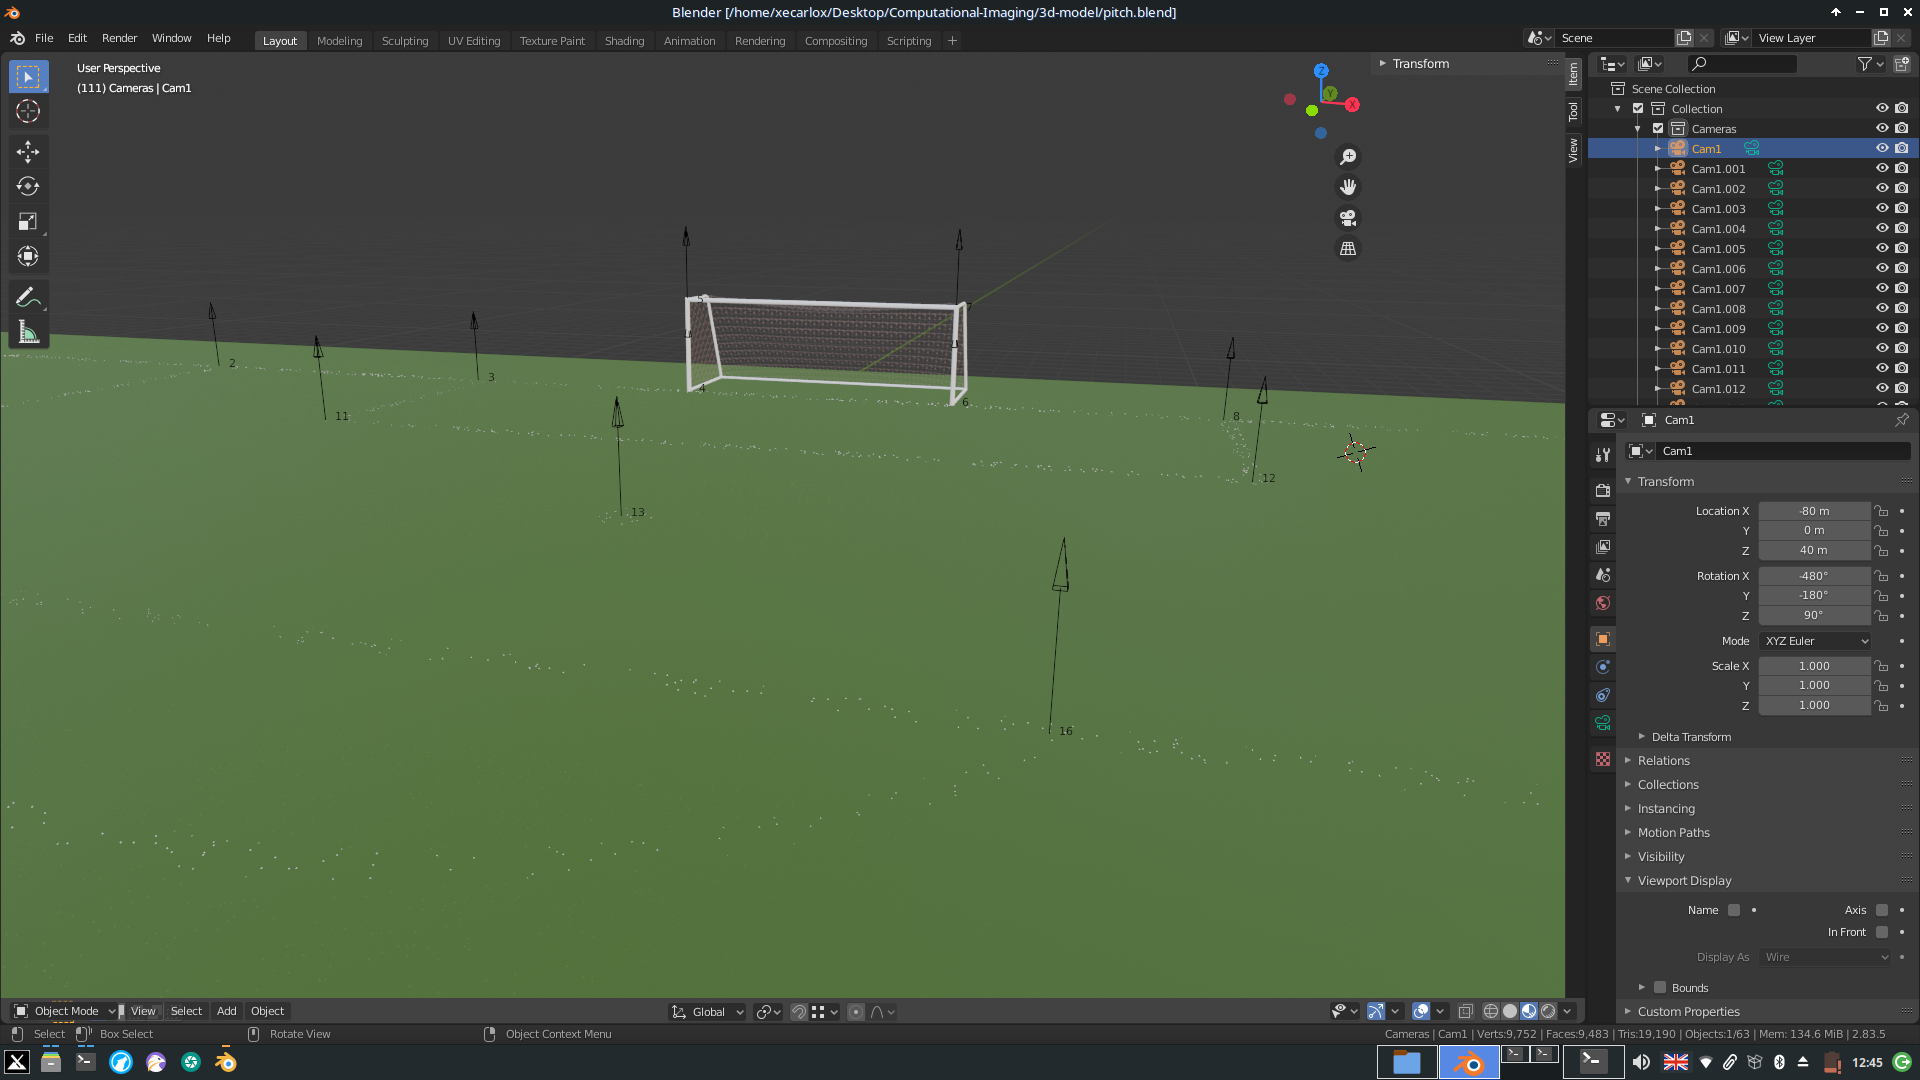 Blender [/home/xecarlox/Desktop/Computational-Imaging/3d-model/pitch.blend]
File Edit Render Window Help Layout Modeling Sculpting UV Editing Texture Paint Shading Animation Rendering Compositing Scripting + Scene View Layer
User Perspective
(111) Cameras | Cam1
Transform
Item
Tool
View
Z
Y
X
2
3
4
5
6
7
8
11
12
13
16
Scene Collection
Collection
Cameras
Cam1
Cam1.001
Cam1.002
Cam1.003
Cam1.004
Cam1.005
Cam1.006
Cam1.007
Cam1.008
Cam1.009
Cam1.010
Cam1.011
Cam1.012
Cam1
Cam1
Transform
Location X -80 m
Y 0 m
Z 40 m
Rotation X -480°
Y -180°
Z 90°
Mode XYZ Euler
Scale X 1.000
Y 1.000
Z 1.000
Delta Transform
Relations
Collections
Instancing
Motion Paths
Visibility
Viewport Display
Name Axis
In Front
Display As Wire
Bounds
Custom Properties
Object Mode View Select Add Object Global
Select Box Select Rotate View Object Context Menu Cameras | Cam1 | Verts:9,752 | Faces:9,483 | Tris:19,190 | Objects:1/63 | Mem: 134.6 MiB | 2.83.5
12:45